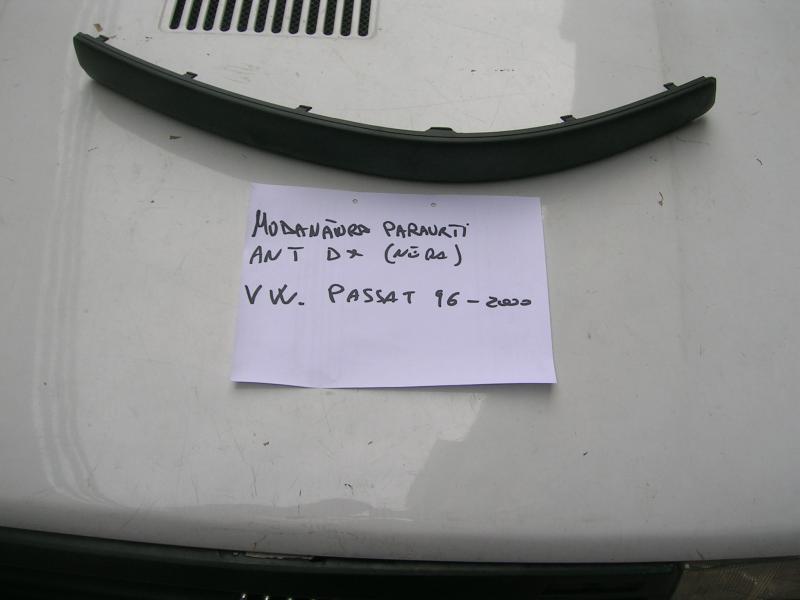 MODANATURA PARAURTI
ANT DX (NERA)
VW. PASSAT 96-2000